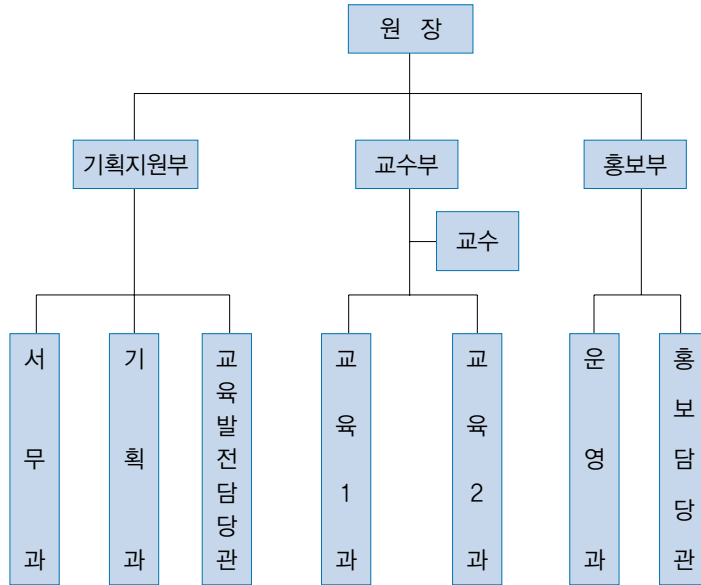 원 장
기획지원부
교수부
홍보부
교수
서무과
기획과
교육발전담당관
교육1과
교육2과
운영과
홍보담당관